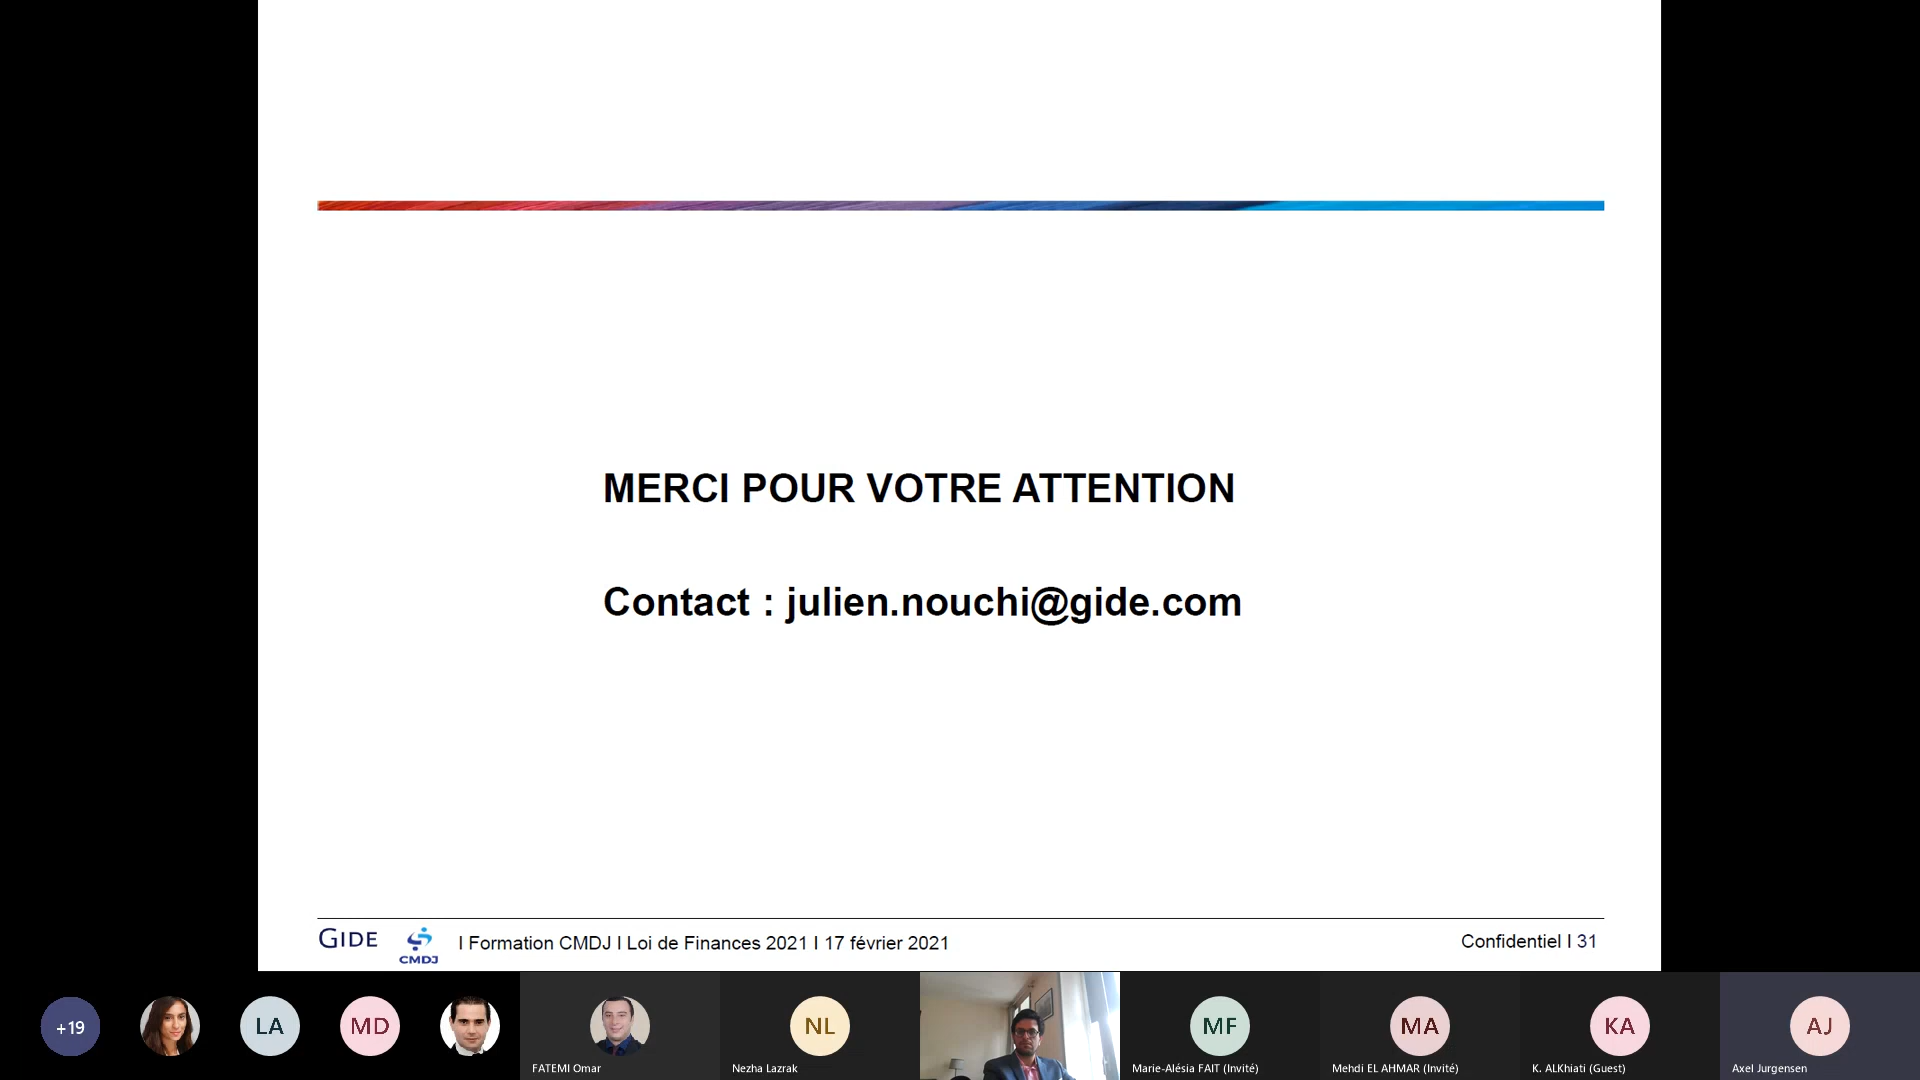 MERCI POUR VOTRE ATTENTION
Contact : julien.nouchi@gide.com
GIDE
CMDJ
I Formation CMDJ I Loi de Finances 2021 I 17 février 2021
Confidentiel I 31
+19
LA
MD
FATEMI Omar
NL
Nezha Lazrak
MF
Marie-Alésia FAIT (Invité)
MA
Mehdi EL AHMAR (Invité)
KA
K. ALKhiati (Guest)
AJ
Axel Jurgensen